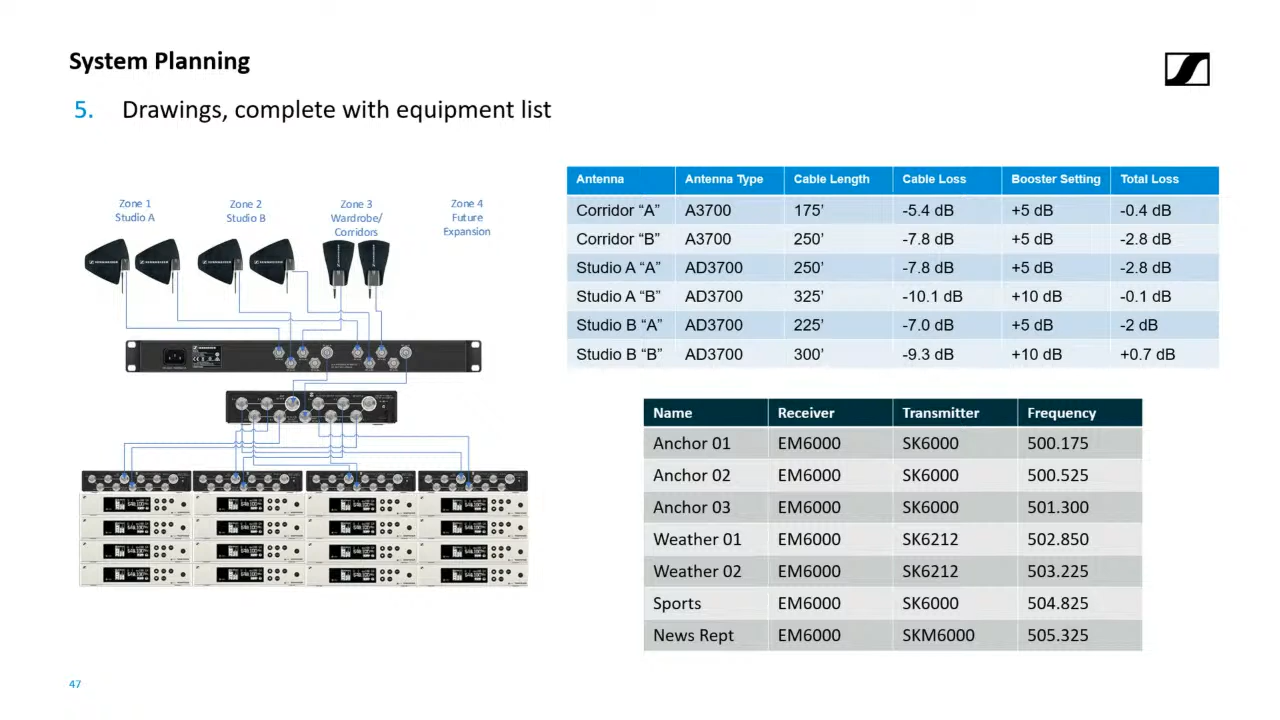 System Planning
5. Drawings, complete with equipment list
Zone 1
Studio A
Zone 2
Studio B
Zone 3
Wardrobe/
Corridors
Zone 4
Future
Expansion
Antenna Antenna Type Cable Length Cable Loss Booster Setting Total Loss
Corridor “A” A3700 175’ -5.4 dB +5 dB -0.4 dB
Corridor “B” A3700 250’ -7.8 dB +5 dB -2.8 dB
Studio A “A” AD3700 250’ -7.8 dB +5 dB -2.8 dB
Studio A “B” AD3700 325’ -10.1 dB +10 dB -0.1 dB
Studio B “A” AD3700 225’ -7.0 dB +5 dB -2 dB
Studio B “B” AD3700 300’ -9.3 dB +10 dB +0.7 dB
Name Receiver Transmitter Frequency
Anchor 01 EM6000 SK6000 500.175
Anchor 02 EM6000 SK6000 500.525
Anchor 03 EM6000 SK6000 501.300
Weather 01 EM6000 SK6212 502.850
Weather 02 EM6000 SK6212 503.225
Sports EM6000 SK6000 504.825
News Rept EM6000 SKM6000 505.325
47